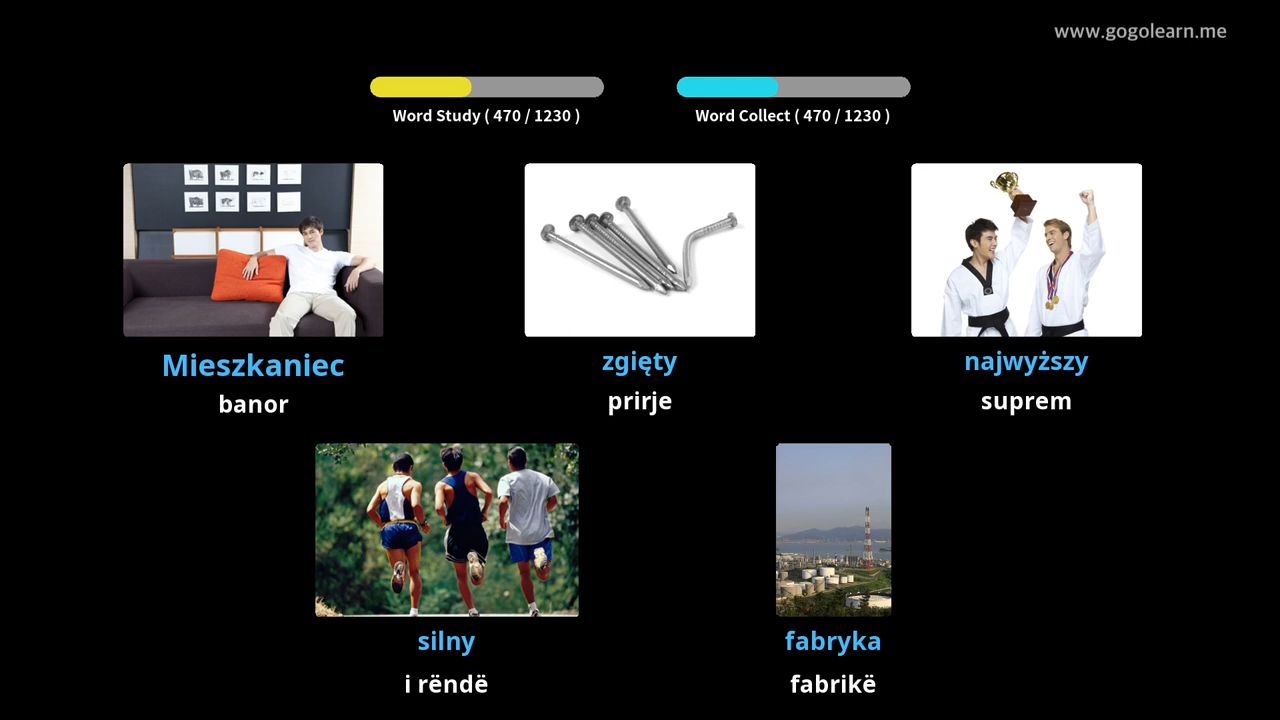 www.gogolearn.me
Word Study ( 470 / 1230 )
Word Collect ( 470 / 1230 )
Mieszkaniec
banor
zgięty
prirje
najwyższy
suprem
silny
i rëndë
fabryka
fabrikë